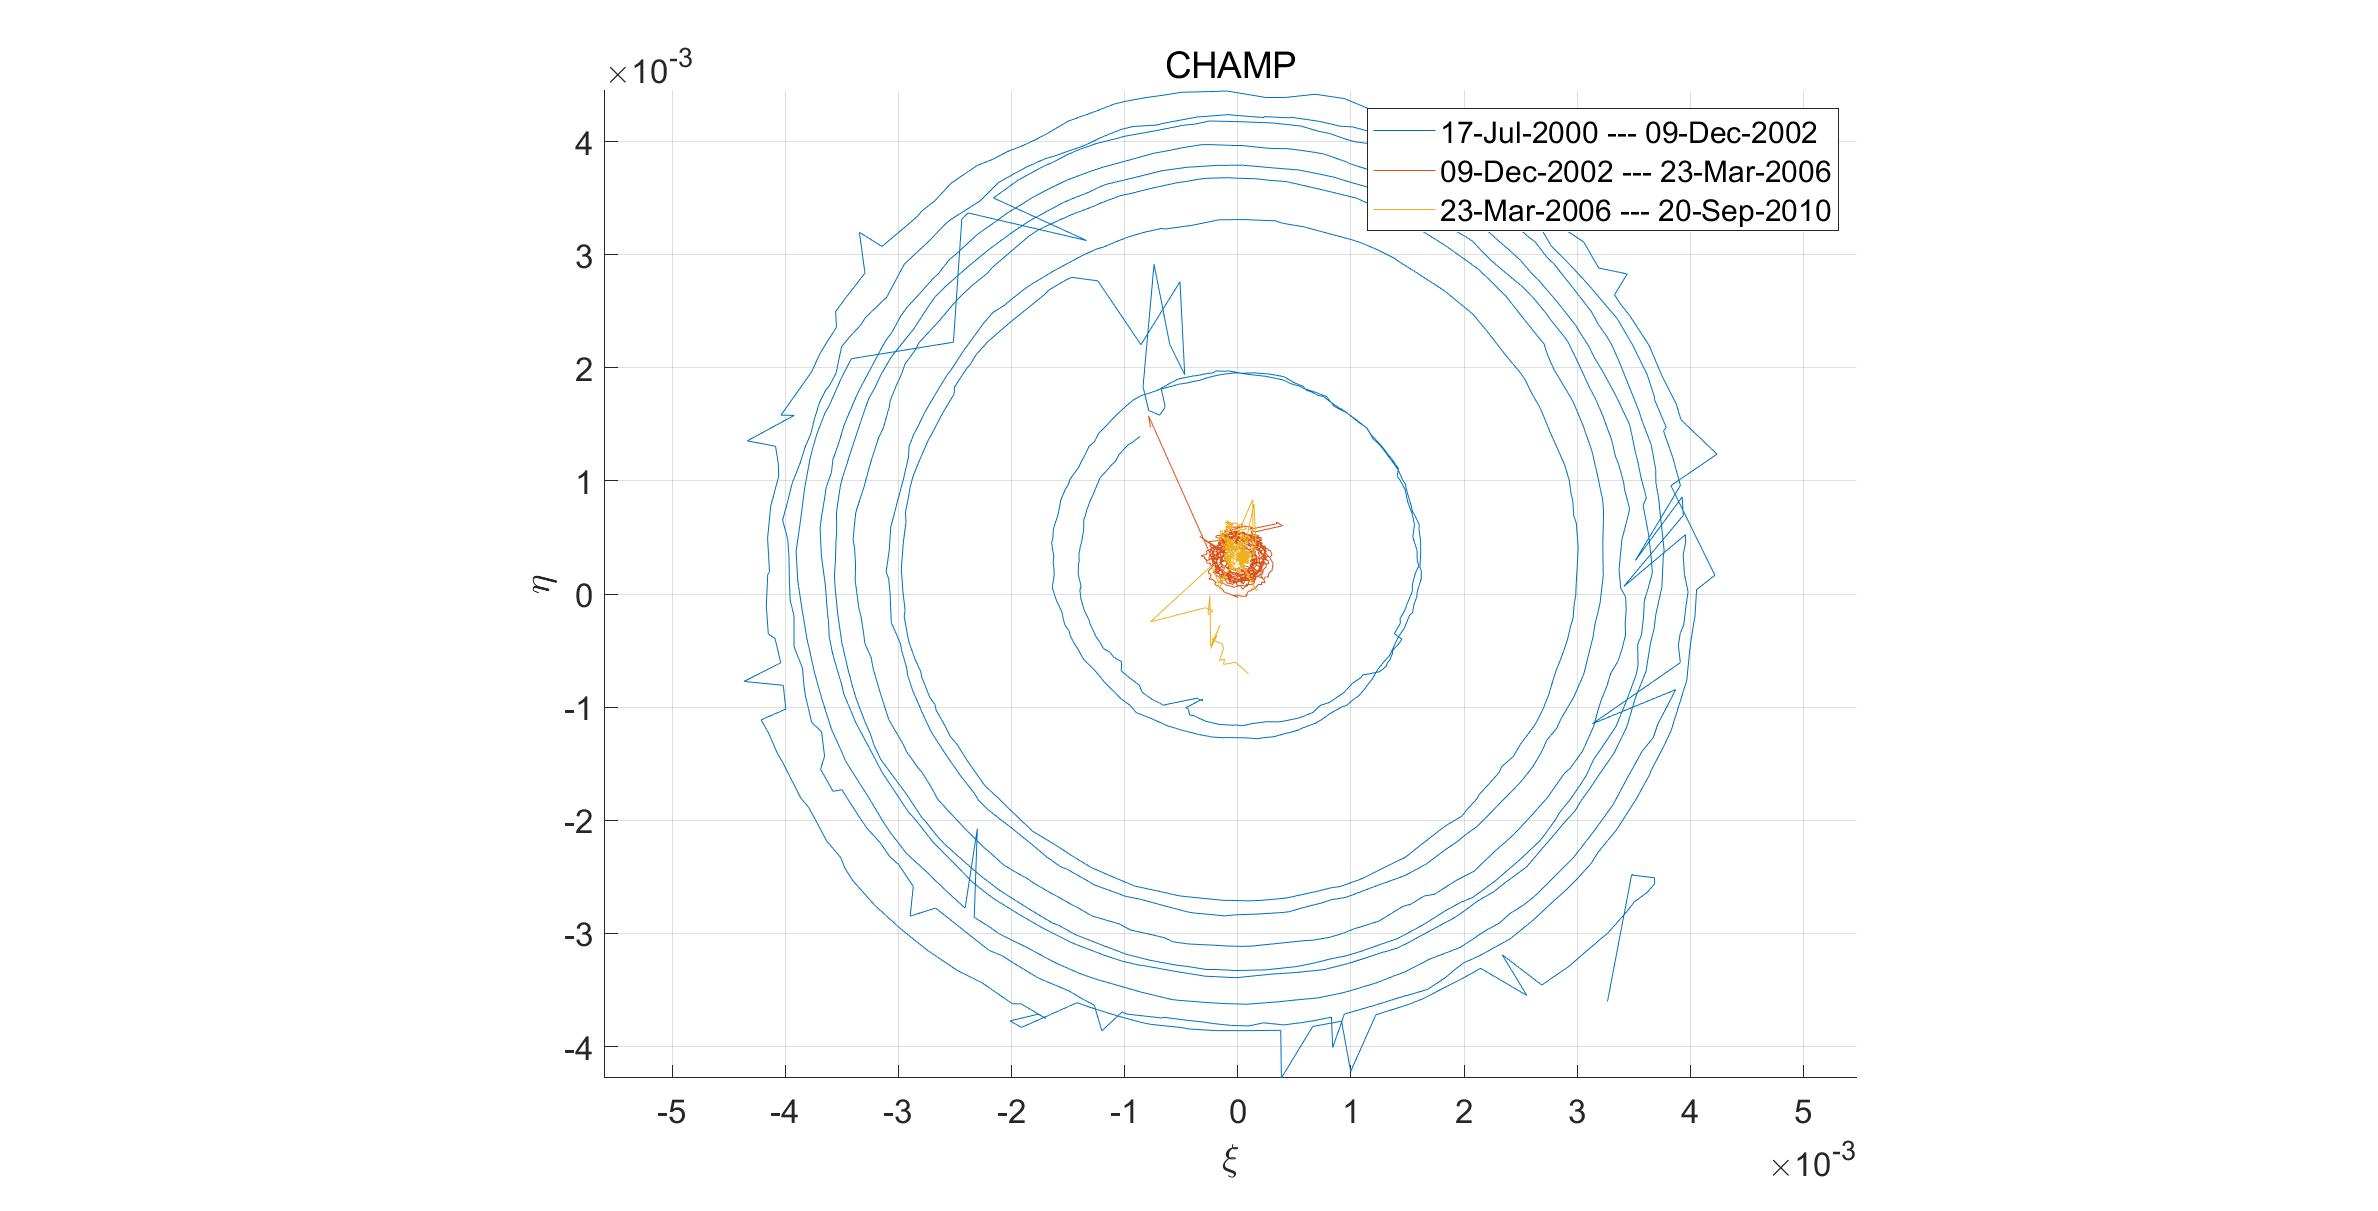 CHAMP
×10-3
17-Jul-2000 --- 09-Dec-2002
09-Dec-2002 --- 23-Mar-2006
23-Mar-2006 --- 20-Sep-2010
4
3
2
1
0
-1
-2
-3
-4
η
-5 -4 -3 -2 -1 0 1 2 3 4 5
ξ
×10-3